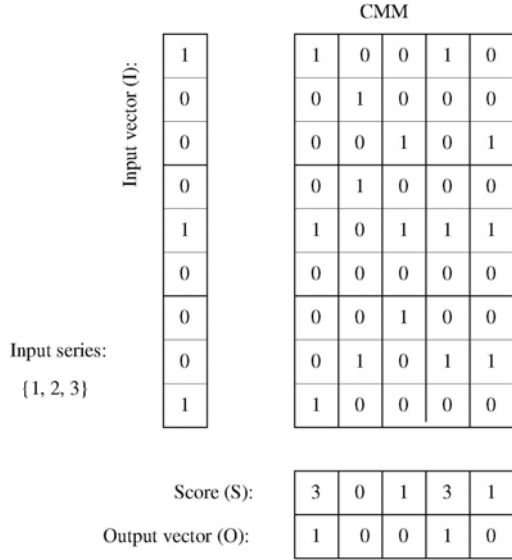 CMM
Input vector (I):
1 1 0 0 1 0
0 0 1 0 0 0
0 0 0 1 0 1
0 0 1 0 0 0
1 1 0 1 1 1
0 0 0 0 0 0
0 0 0 1 0 0
Input series:
0 0 1 0 1 1
{1, 2, 3}
1 1 0 0 0 0
Score (S): 3 0 1 3 1
Output vector (O): 1 0 0 1 0